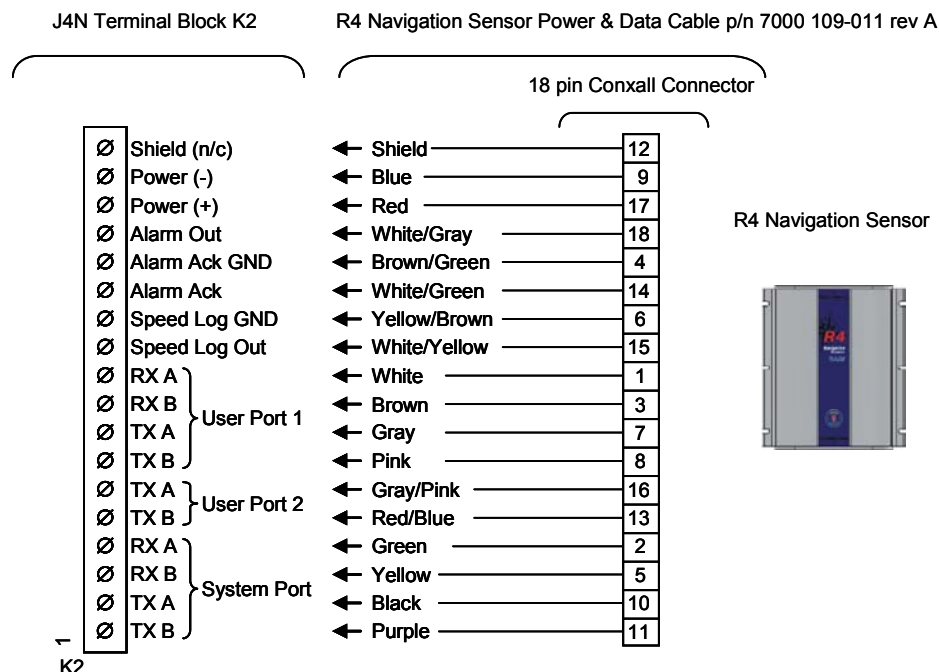 J4N Terminal Block K2 R4 Navigation Sensor Power & Data Cable p/n 7000 109-011 rev A
18 pin Conxall Connector
Shield (n/c) Shield 12
Power (-) Blue 9
Power (+) Red 17
Alarm Out White/Gray 18
Alarm Ack GND Brown/Green 4
Alarm Ack White/Green 14
Speed Log GND Yellow/Brown 6
Speed Log Out White/Yellow 15
RX A White 1
RX B Brown 3
User Port 1
TX A Gray 7
TX B Pink 8
TX A Gray/Pink 16
User Port 2
TX B Red/Blue 13
RX A Green 2
RX B Yellow 5
System Port
TX A Black 10
TX B Purple 11
1
K2
R4 Navigation Sensor
R4